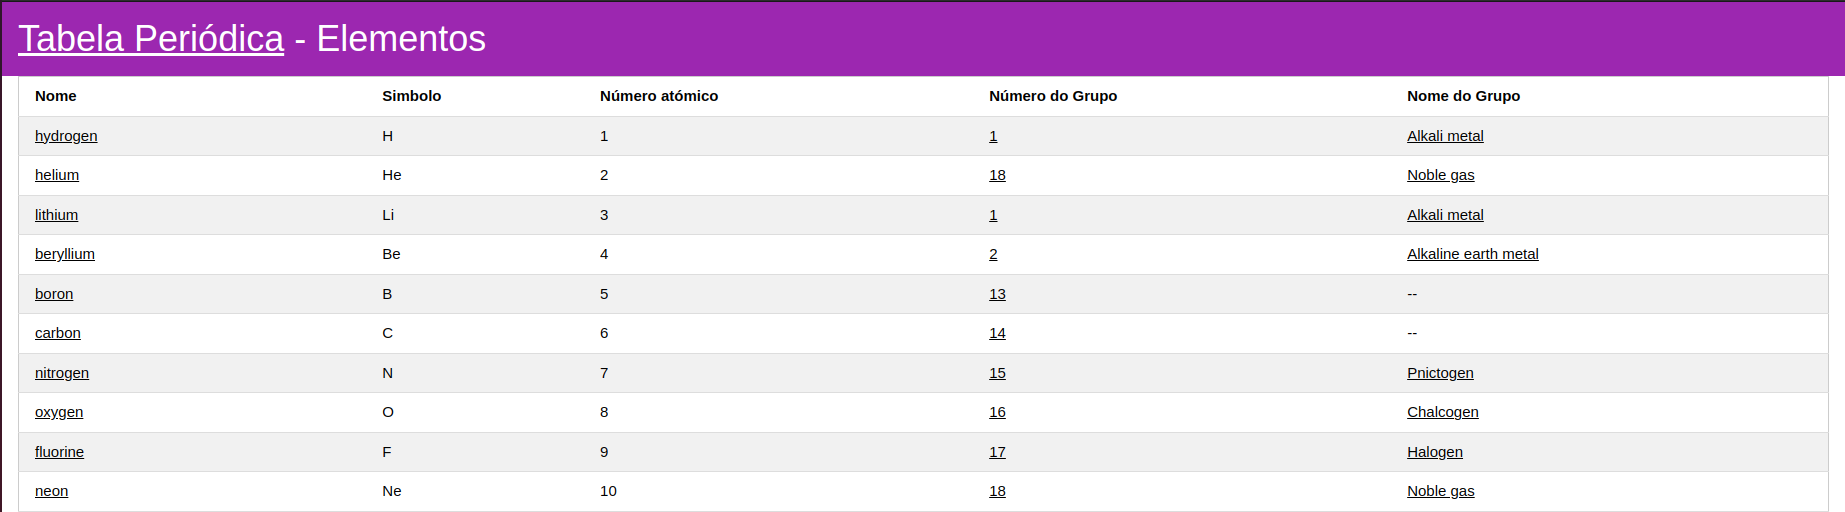 Tabela Periódica - Elementos
Nome Simbolo Número atómico Número do Grupo Nome do Grupo
hydrogen H 1 1 Alkali metal
helium He 2 18 Noble gas
lithium Li 3 1 Alkali metal
beryllium Be 4 2 Alkaline earth metal
boron B 5 13 --
carbon C 6 14 --
nitrogen N 7 15 Pnictogen
oxygen O 8 16 Chalcogen
fluorine F 9 17 Halogen
neon Ne 10 18 Noble gas